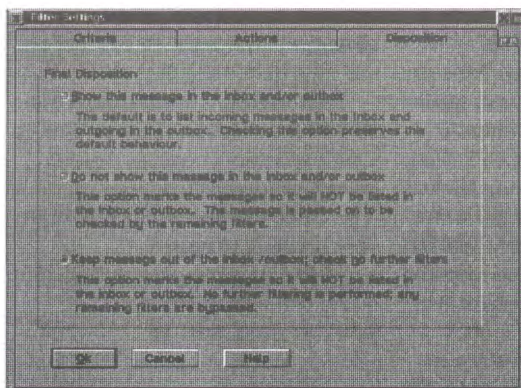 Filter Settings
Criteria Actions Disposition
Final Disposition
Show this message in the inbox and/or outbox
The default is to list incoming messages in the inbox and
outgoing in the outbox. Checking this option preserves this
default behaviour.
Do not show this message in the inbox and/or outbox
This option marks the messages so it will NOT be listed in
the inbox or outbox. The message is passed on to be
checked by the remaining filters.
Keep message out of the inbox /outbox; check no further filters
This option marks the messages so it will NOT be listed in
the inbox or outbox. No further filtering is performed; any
remaining filters are bypassed.
Ok Cancel Help